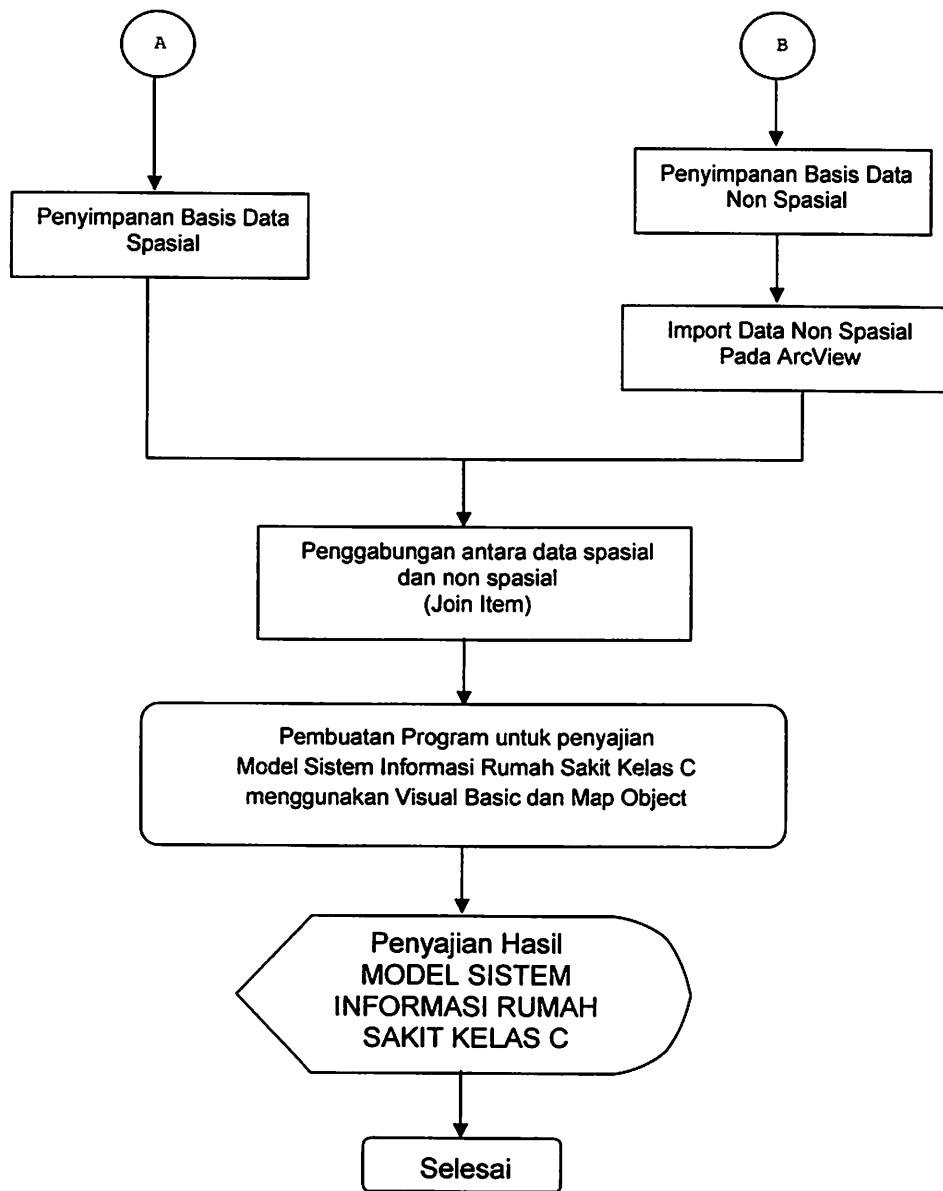 A
B
Penyimpanan Basis Data
Spasial
Penyimpanan Basis Data
Non Spasial
Import Data Non Spasial
Pada ArcView
Penggabungan antara data spasial
dan non spasial
(Join Item)
Pembuatan Program untuk penyajian
Model Sistem Informasi Rumah Sakit Kelas C
menggunakan Visual Basic dan Map Object
Penyajian Hasil
MODEL SISTEM
INFORMASI RUMAH
SAKIT KELAS C
Selesai